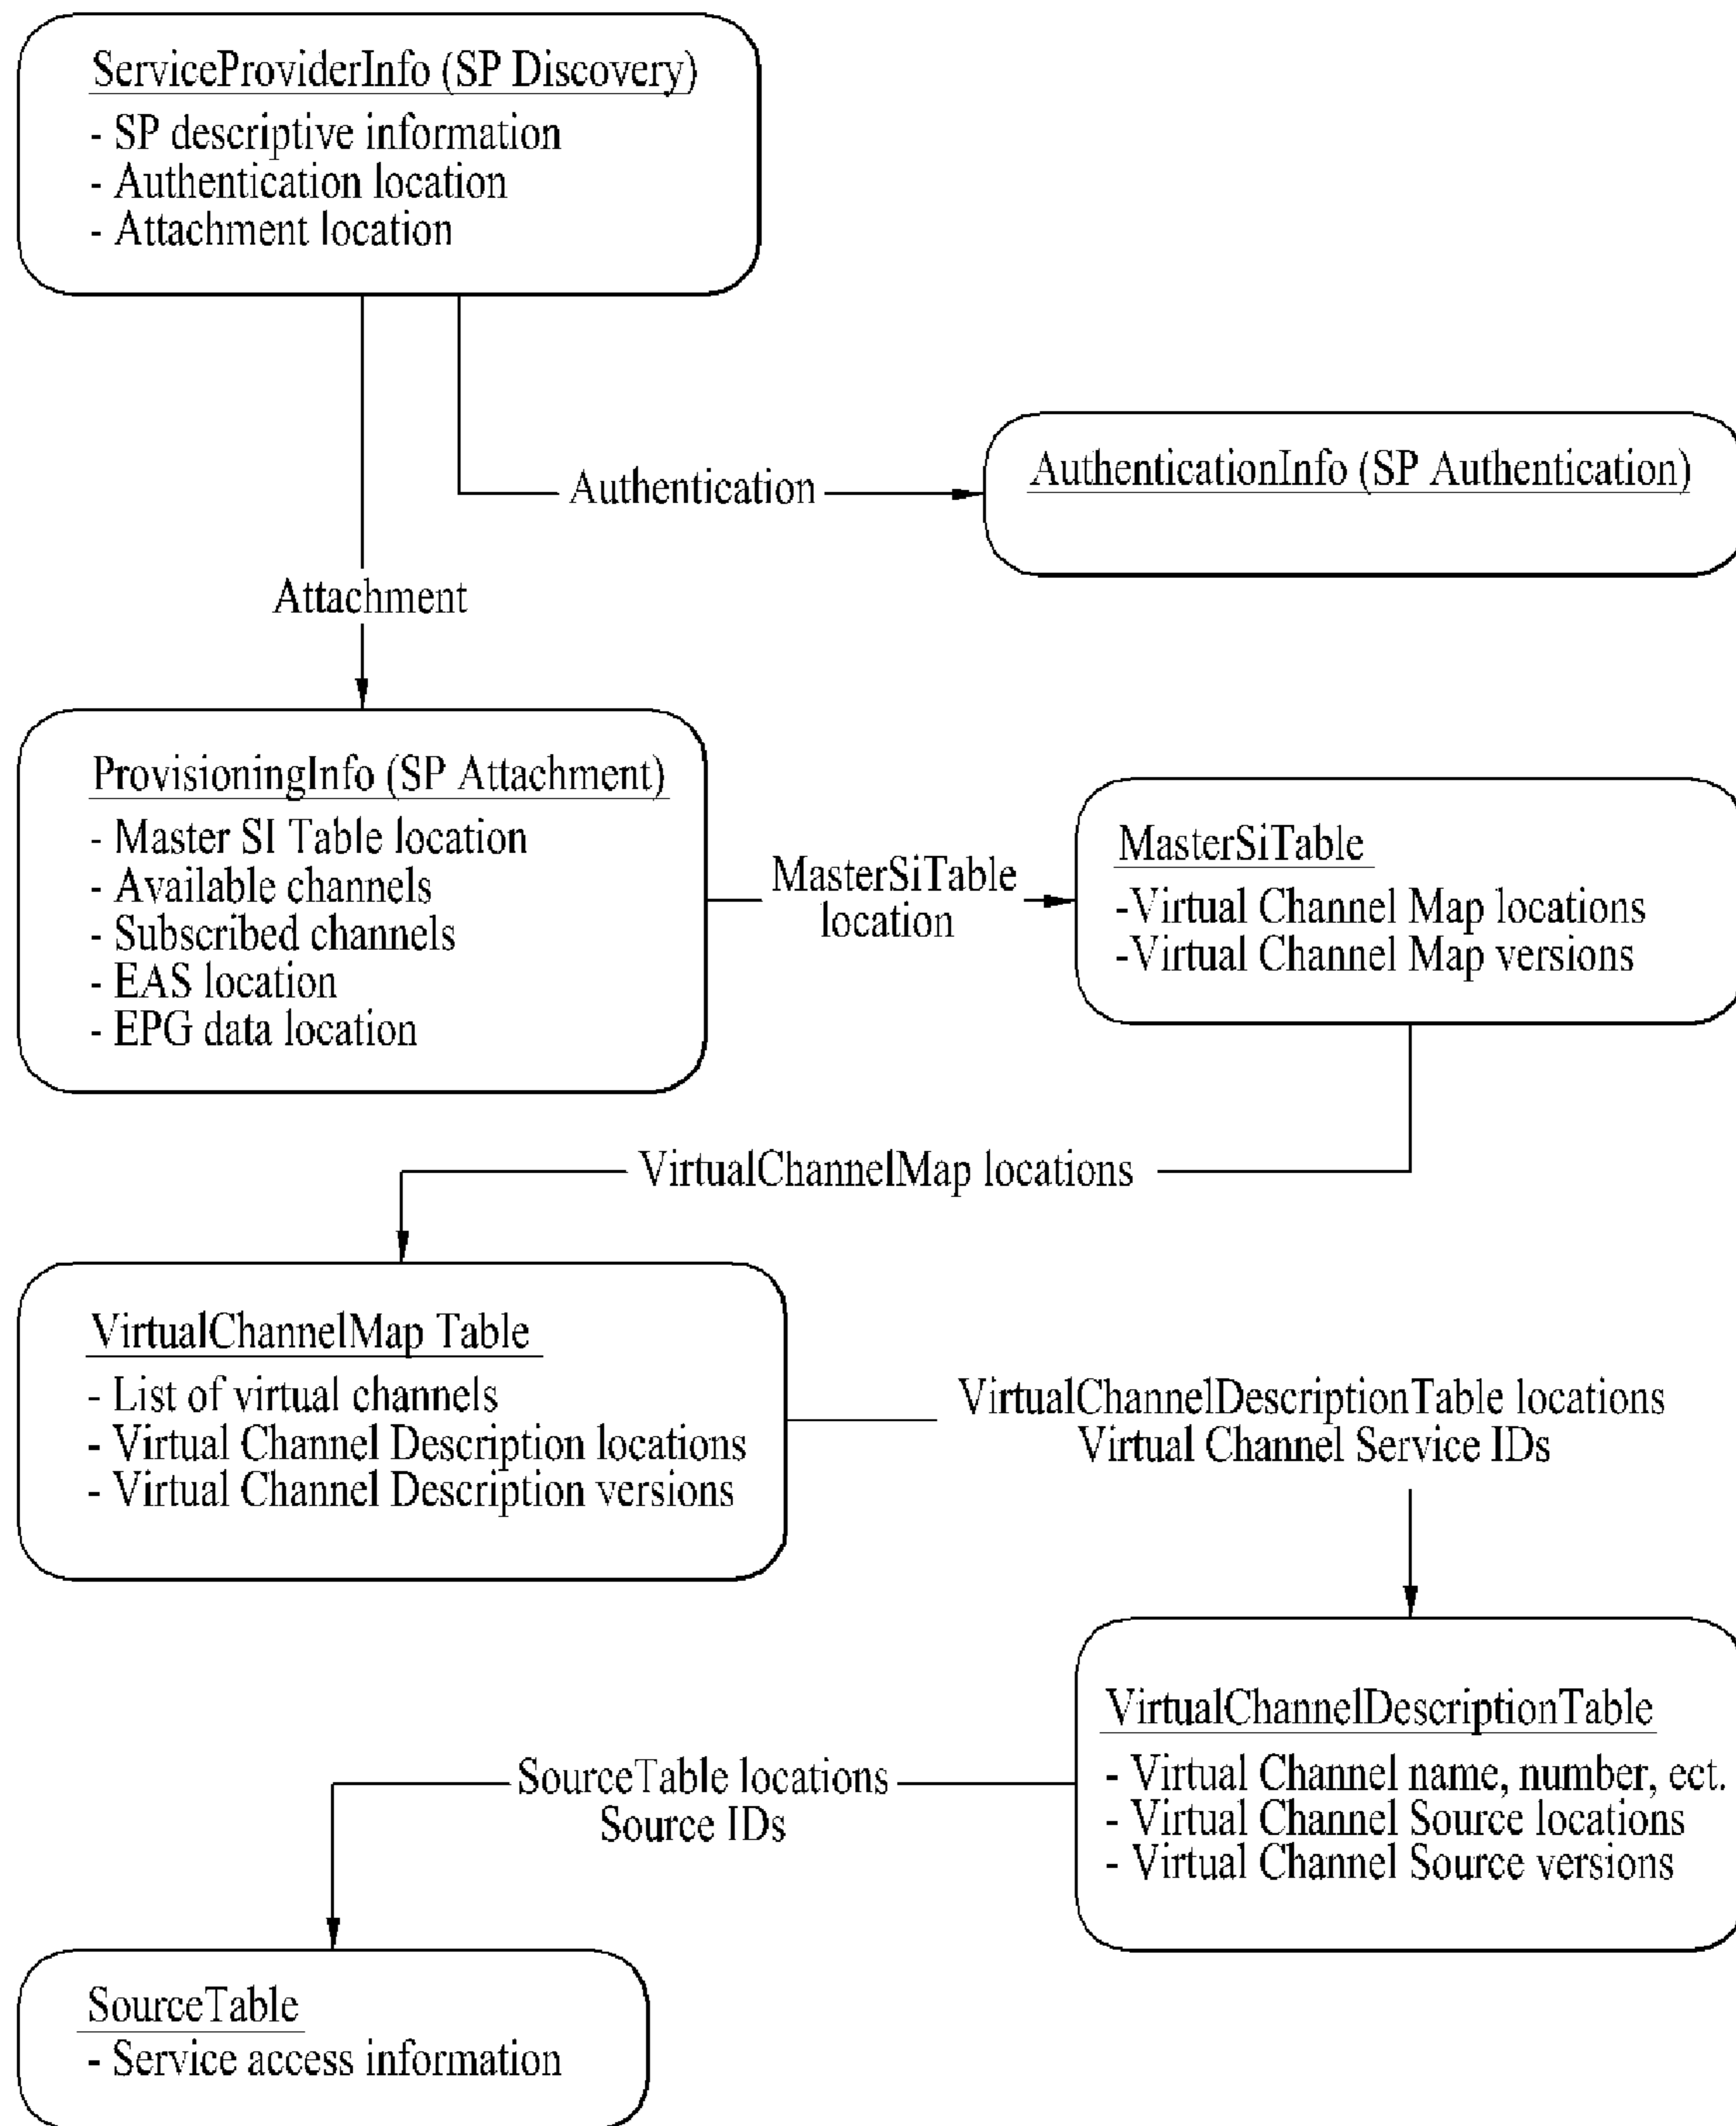 ServiceProviderInfo (SP Discovery)
- SP descriptive information
- Authentication location
- Attachment location
Authentication
AuthenticationInfo (SP Authentication)
Attachment
ProvisioningInfo (SP Attachment)
- Master SI Table location
- Available channels
- Subscribed channels
- EAS location
- EPG data location
MasterSiTable
location
MasterSiTable
-Virtual Channel Map locations
-Virtual Channel Map versions
VirtualChannelMap locations
VirtualChannelMap Table
- List of virtual channels
- Virtual Channel Description locations
- Virtual Channel Description versions
VirtualChannelDescriptionTable locations
Virtual Channel Service IDs
VirtualChannelDescriptionTable
- Virtual Channel name, number, ect.
- Virtual Channel Source locations
- Virtual Channel Source versions
SourceTable locations
Source IDs
SourceTable
- Service access information